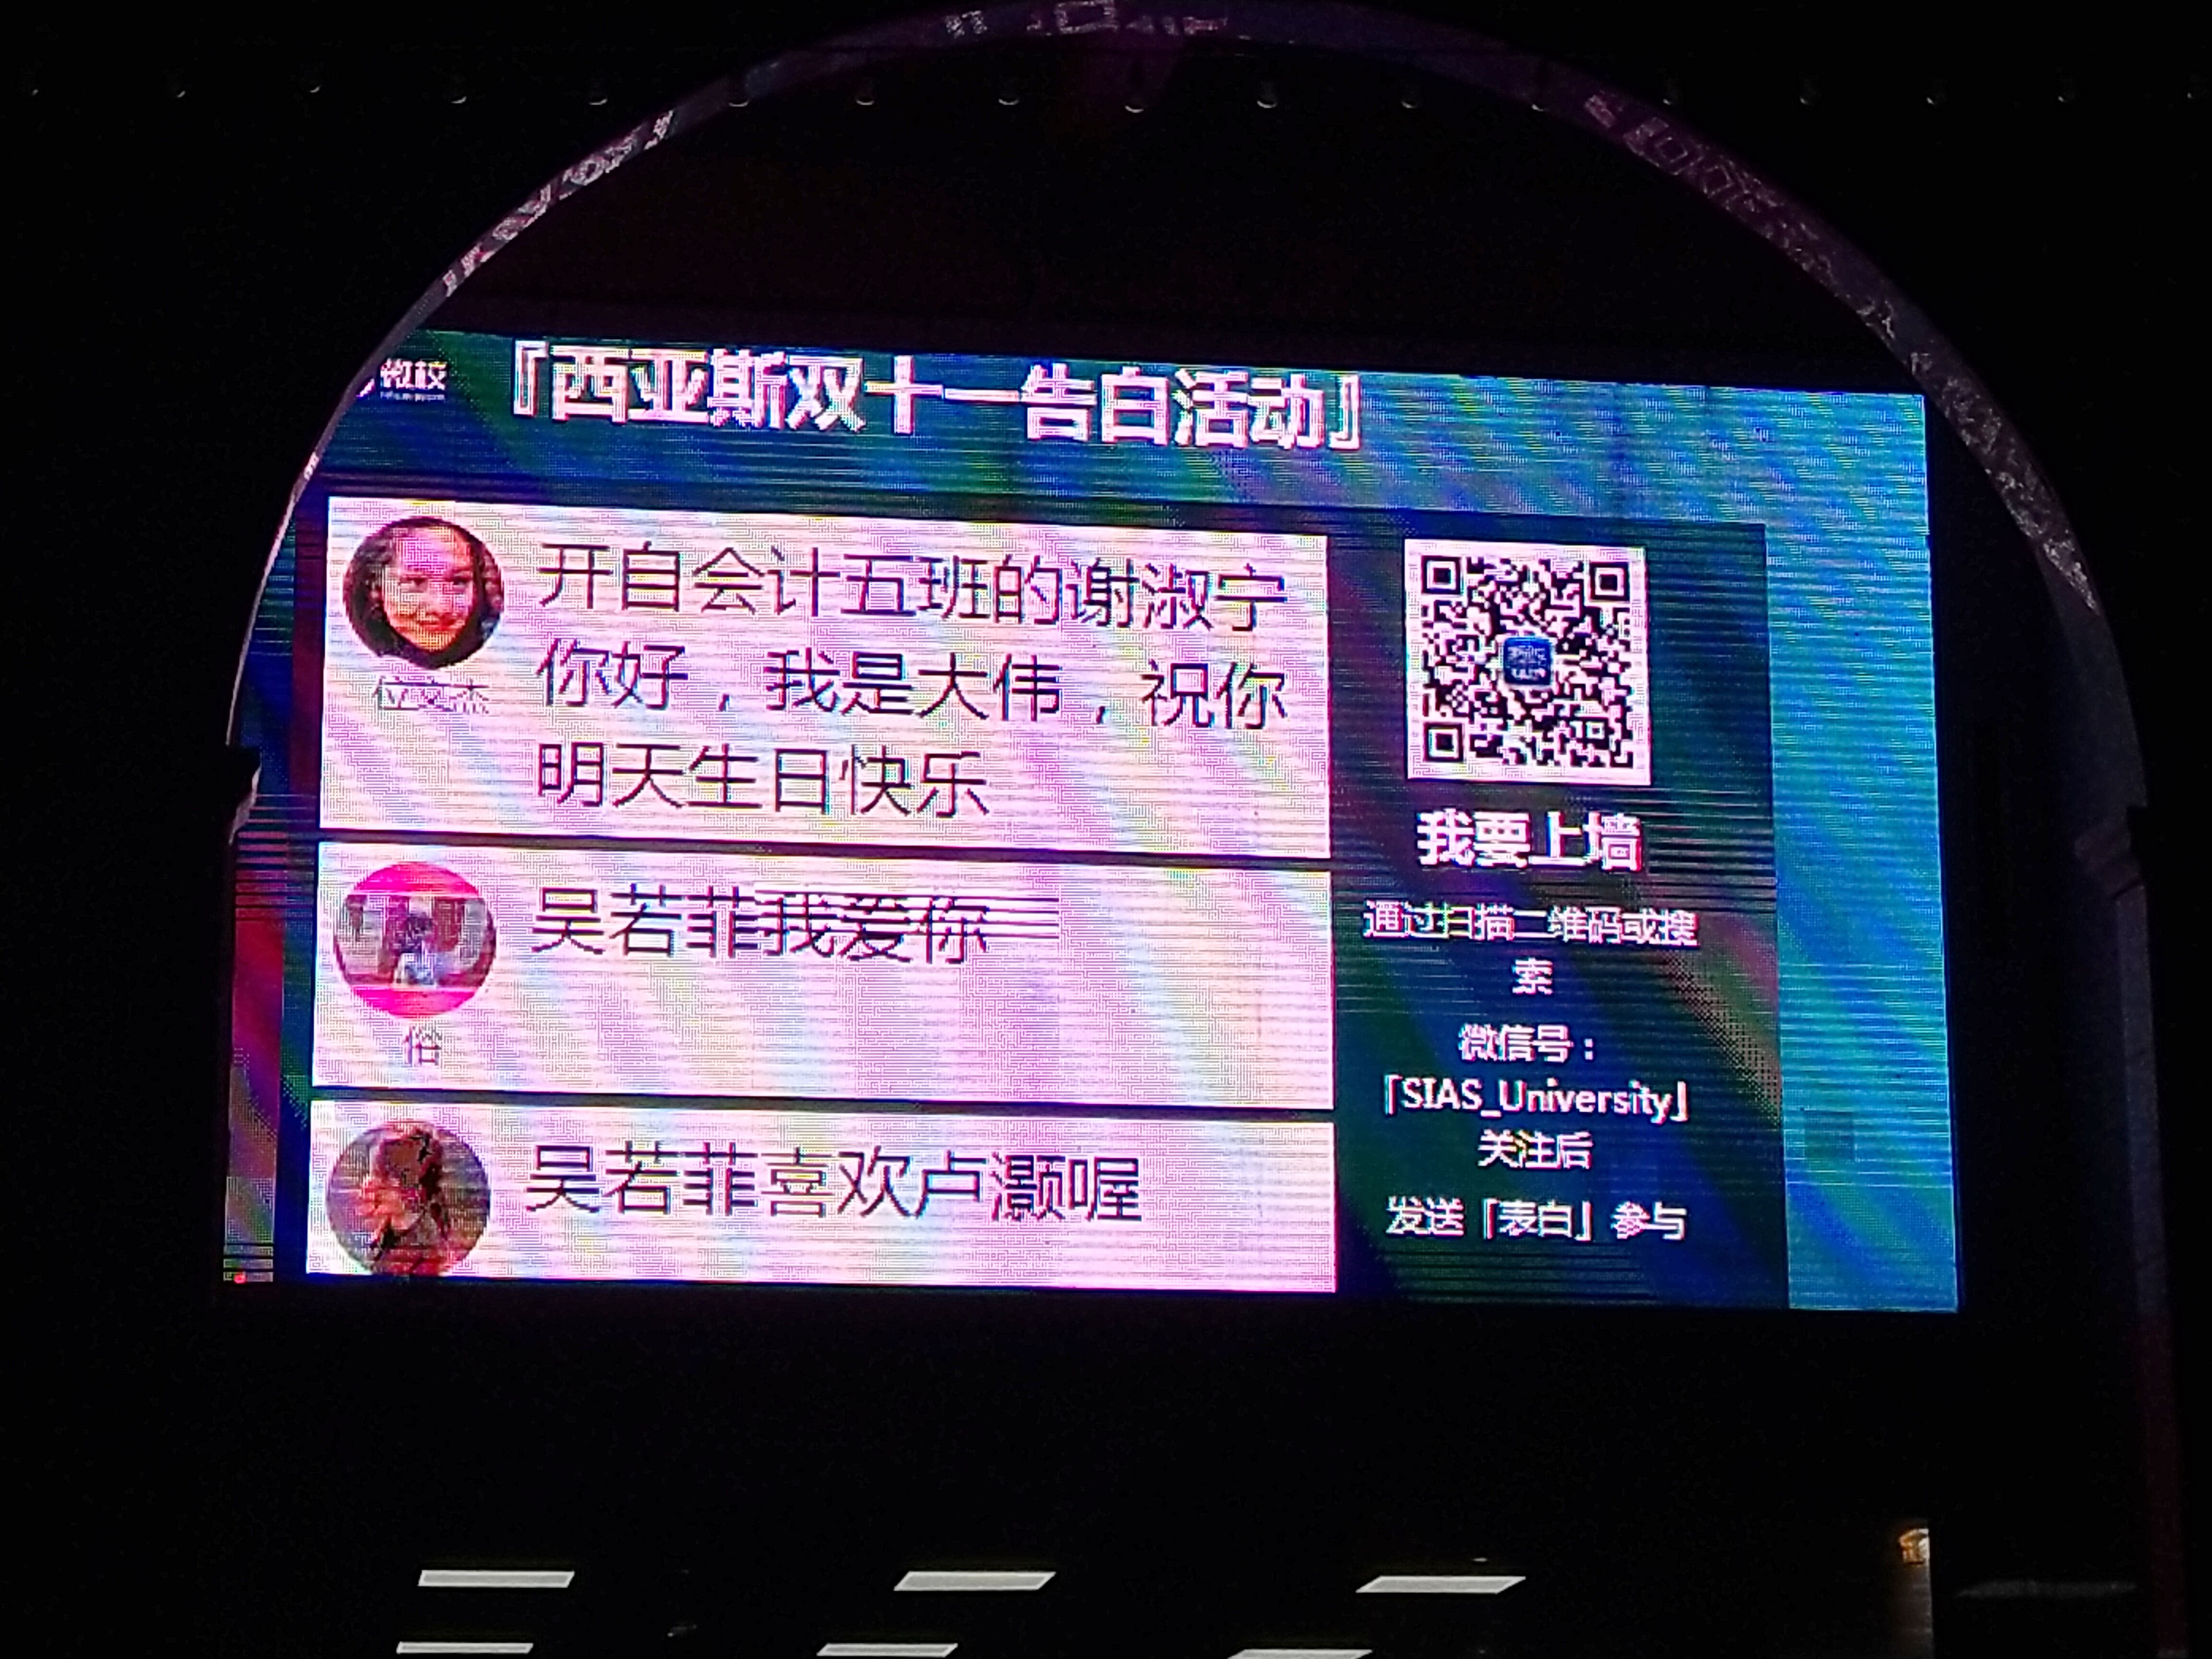 微校
『西亚斯双十一告白活动』
开自会计五班的谢淑宁
你好，我是大伟，祝你
明天生日快乐
位文杰
吴若菲我爱你
俗
吴若菲喜欢卢灏喔
我要上墙
通过扫描二维码或搜
索
微信号：
「SIAS_University」
关注后
发送「表白」参与